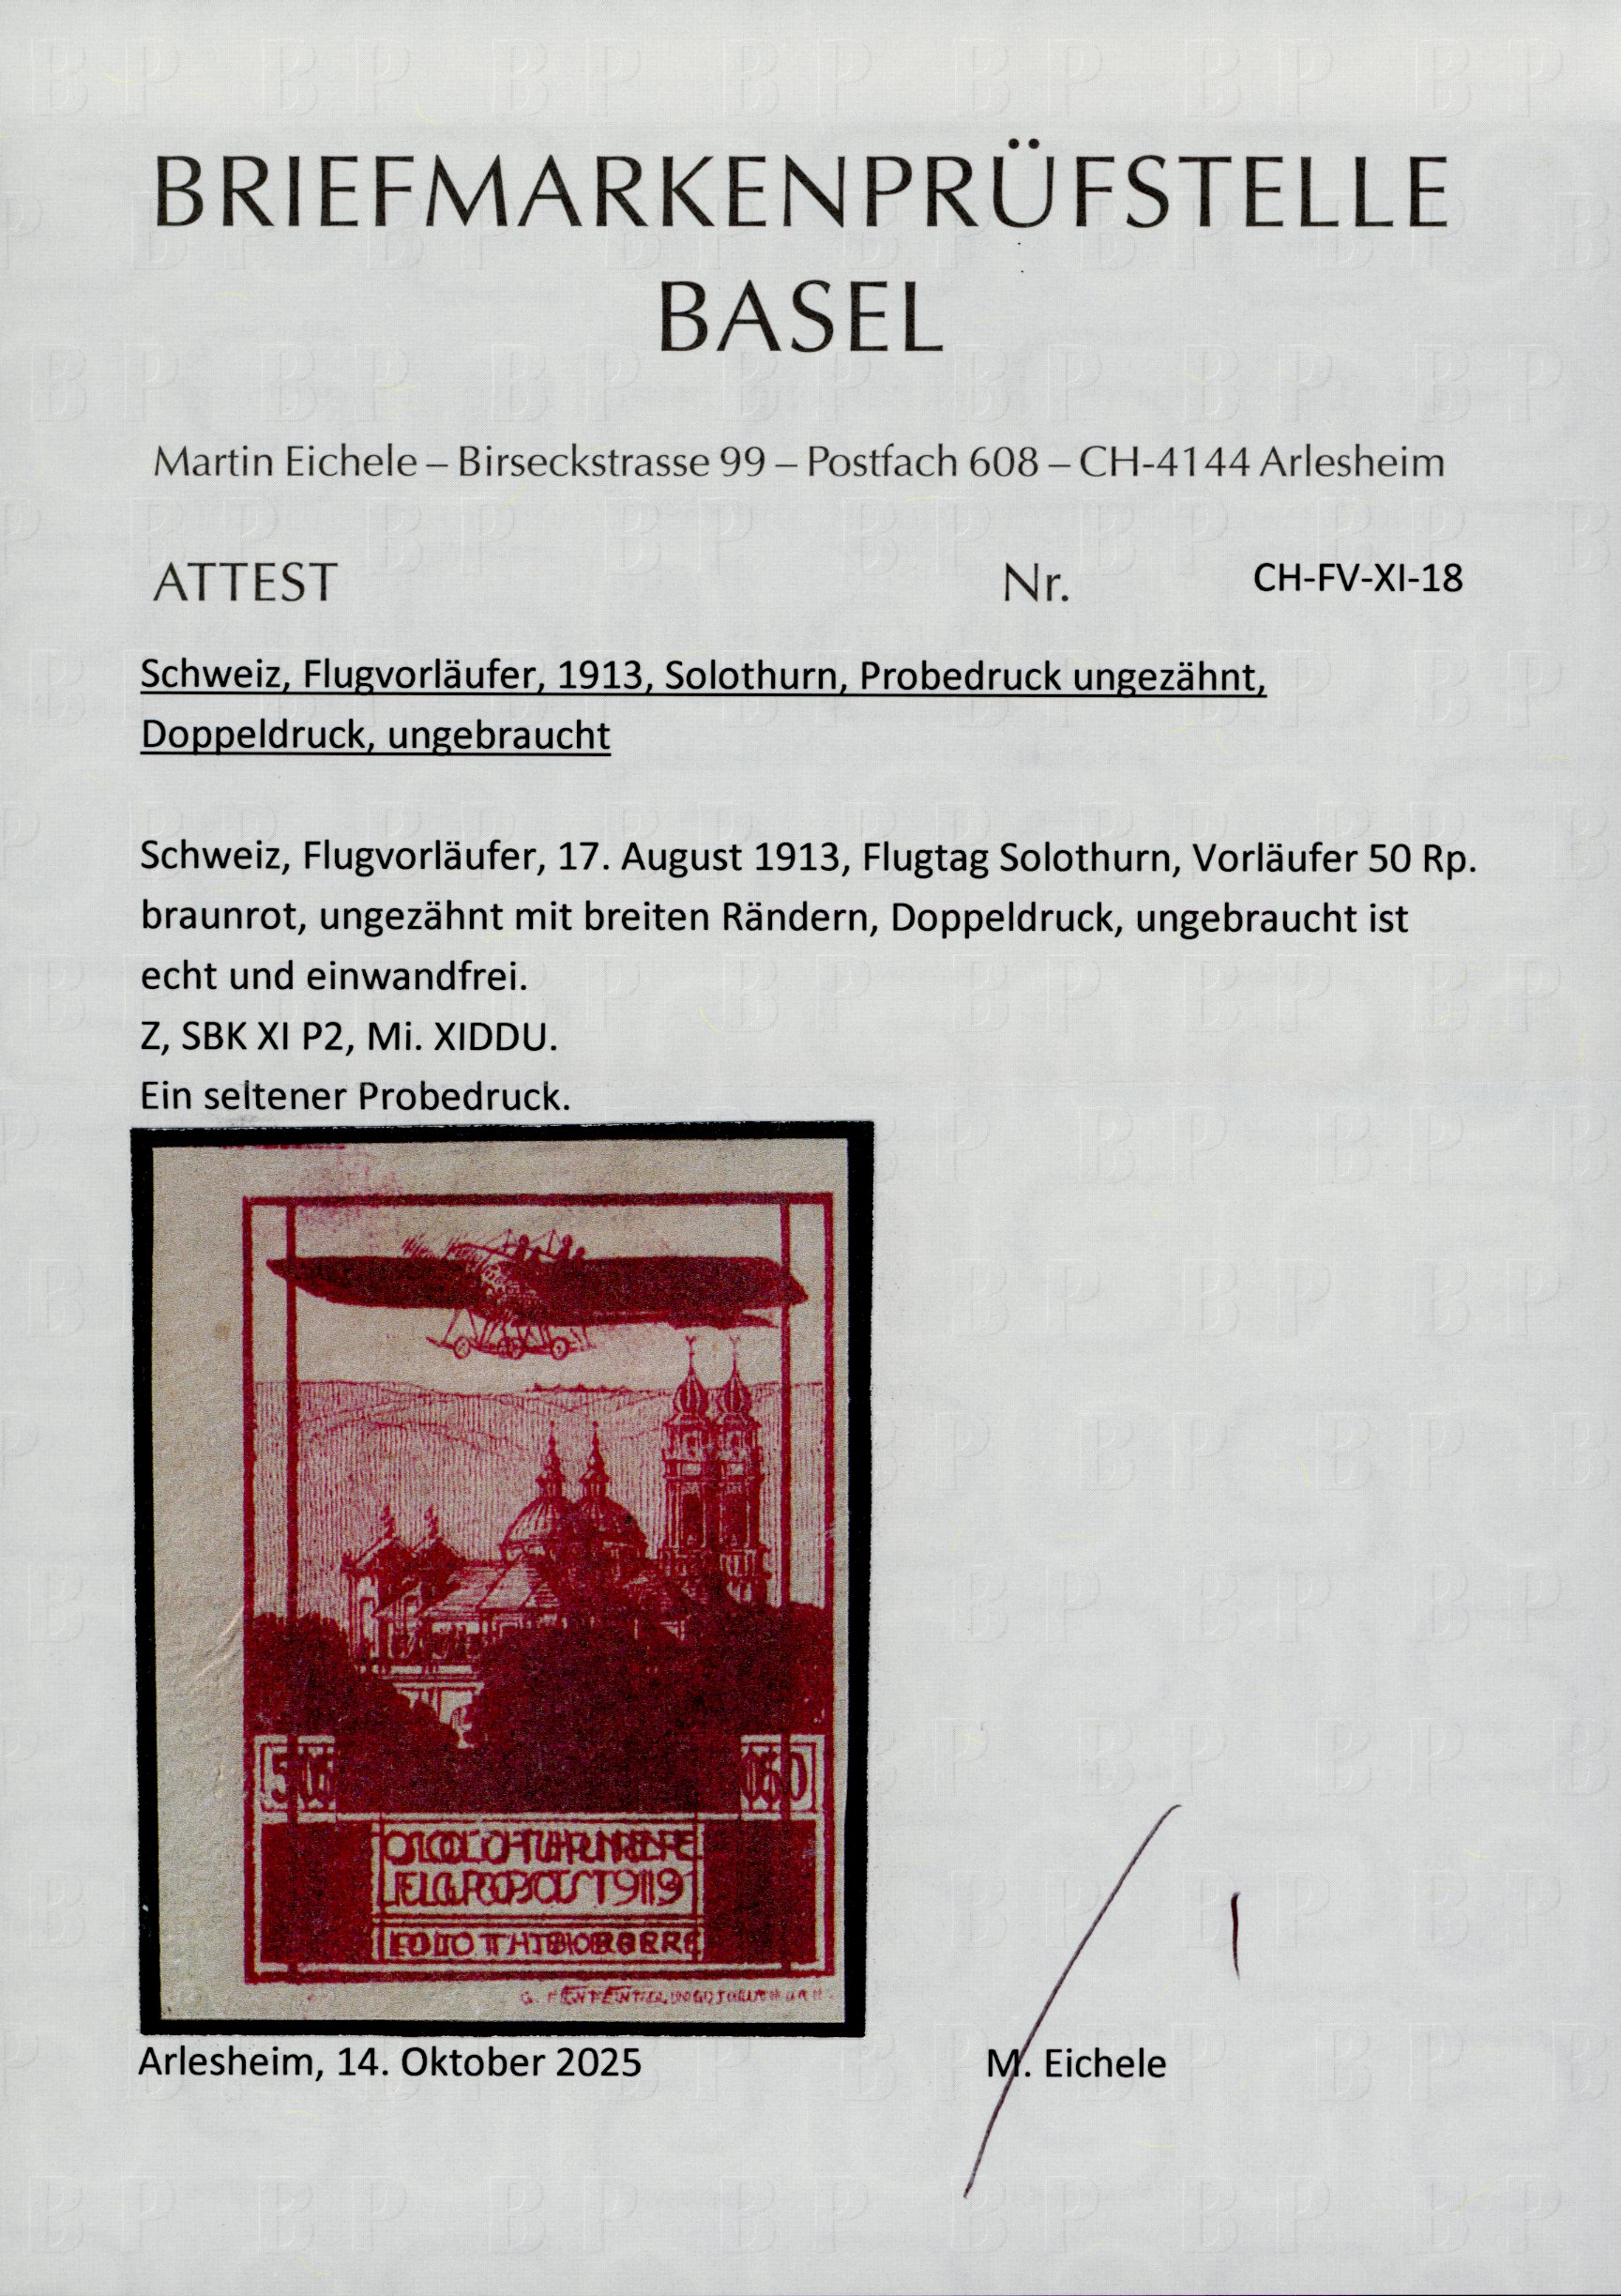 BRIEFMARKENPRÜFSTELLE
BASEL
Martin Eichele – Birseckstrasse 99 – Postfach 608 – CH-4144 Arlesheim
ATTEST Nr. CH-FV-XI-18
Schweiz, Flugvorläufer, 1913, Solothurn, Probedruck ungezähnt,
Doppeldruck, ungebraucht
Schweiz, Flugvorläufer, 17. August 1913, Flugtag Solothurn, Vorläufer 50 Rp.
braunrot, ungezähnt mit breiten Rändern, Doppeldruck, ungebraucht ist
echt und einwandfrei.
Z, SBK XI P2, Mi. XIDDU.
Ein seltener Probedruck.
50 50
Arlesheim, 14. Oktober 2025 M. Eichele